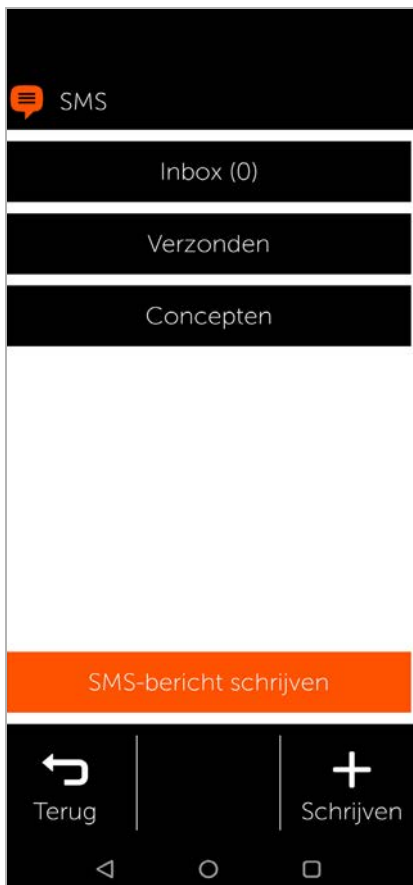 SMS
Inbox (0)
Verzonden
Concepten
SMS-bericht schrijven
Terug
Schrijven